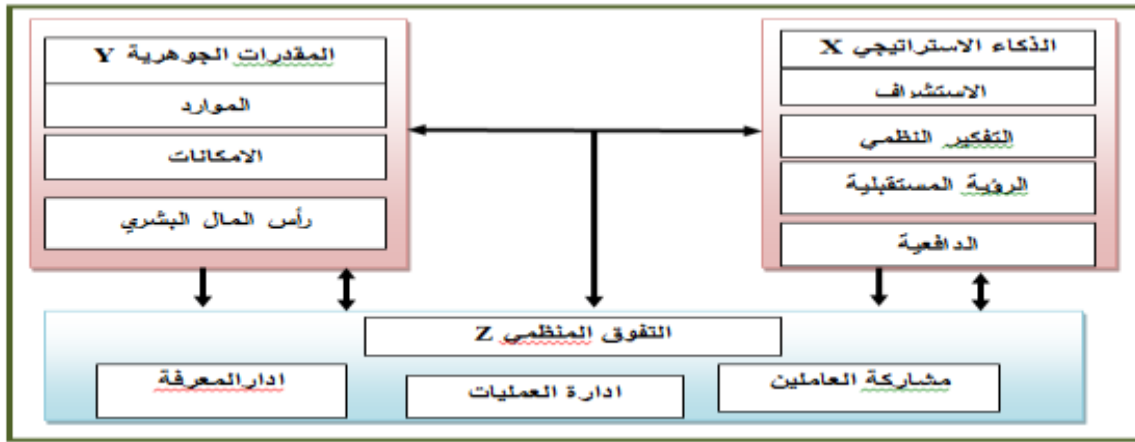 الذكاء الاستراتيجي X
الاستشراف
التفكير النظمي
الرؤية المستقبلية
الدافعية
المقدرات الجوهرية Y
الموارد
الامكانات
رأس المال البشري
التفوق المنظمي Z
مشاركة العاملين
ادارة العمليات
ادارالمعرفة